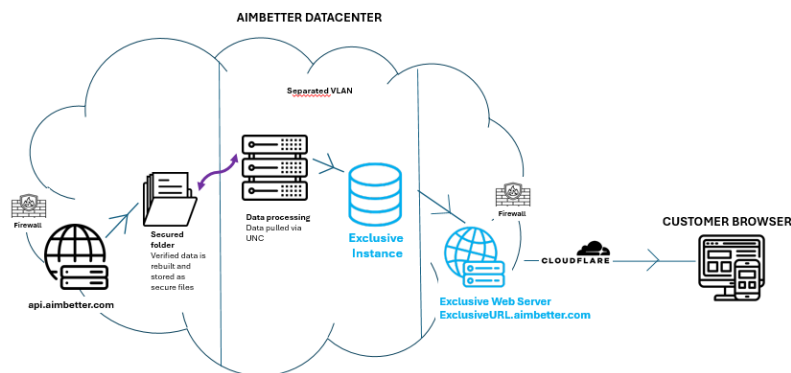 AIMBETTER DATACENTER
Separated VLAN
Firewall
api.aimbetter.com
Secured
folder
Verified data is
rebuilt and
stored as
secure files
Data processing
Data pulled via
UNC
Exclusive
Instance
Firewall
Exclusive Web Server
ExclusiveURL.aimbetter.com
CLOUDFLARE
CUSTOMER BROWSER